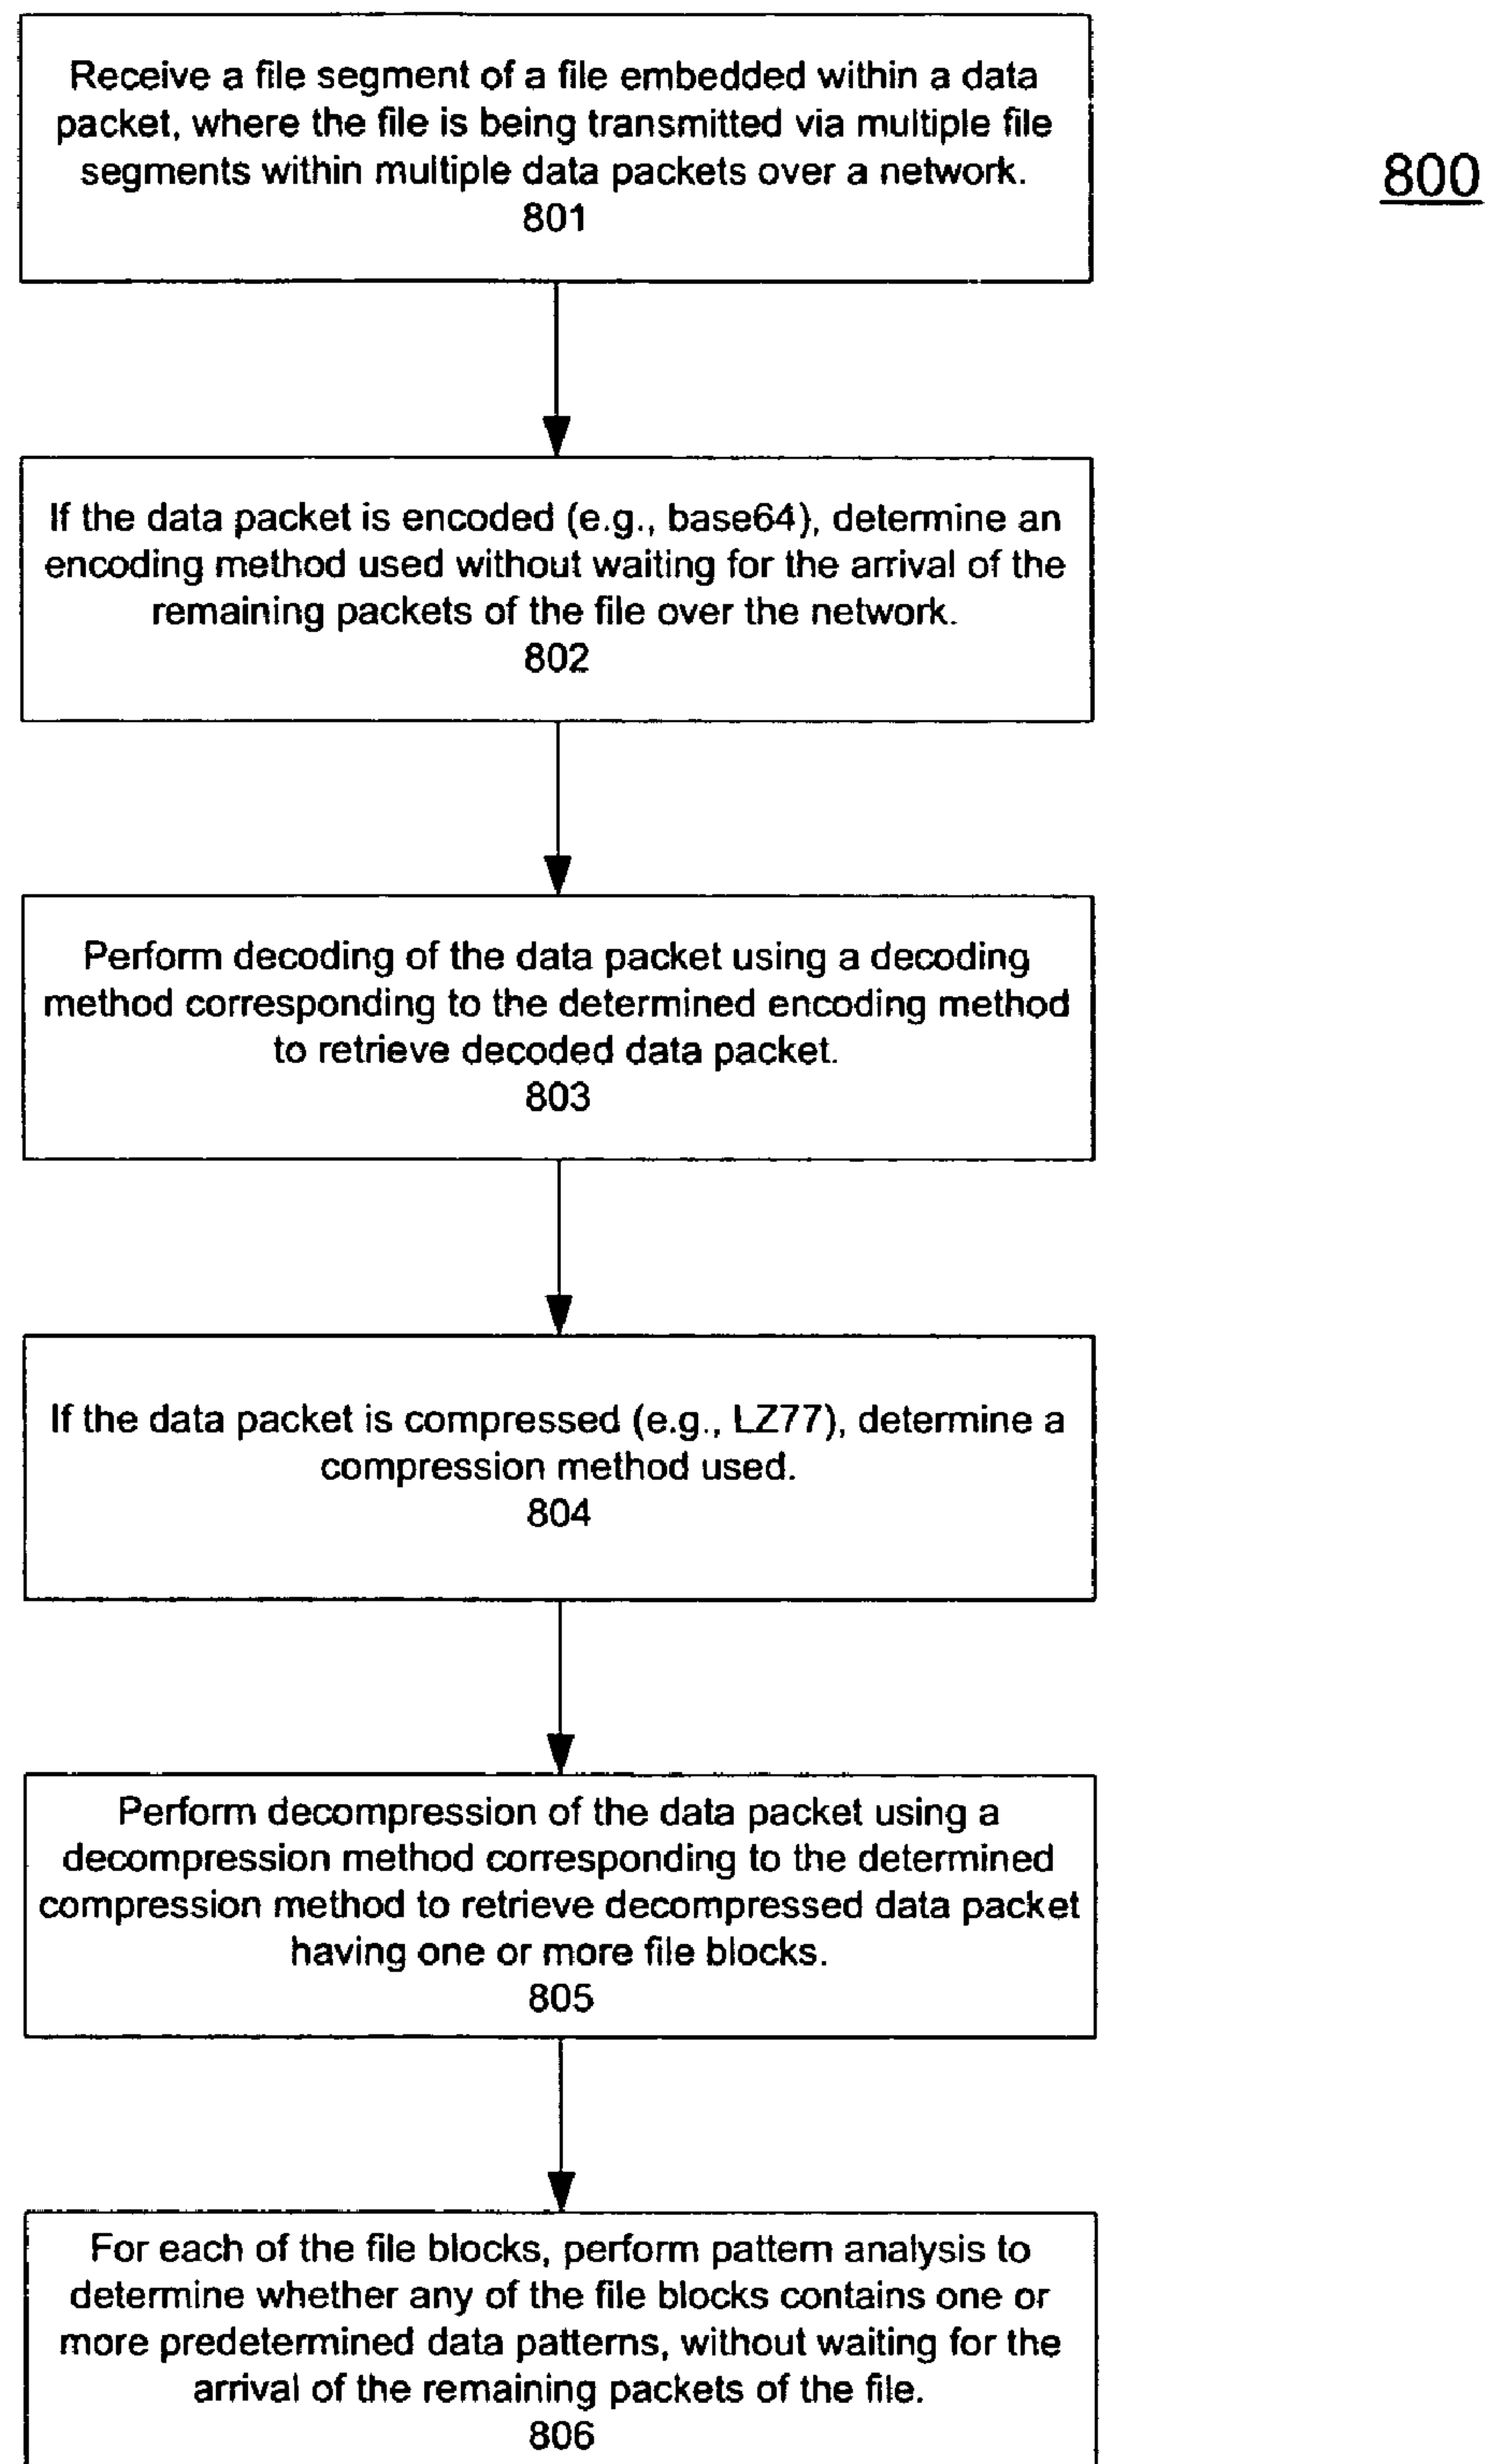 Receive a file segment of a file embedded within a data
packet, where the file is being transmitted via multiple file
segments within multiple data packets over a network.
801
800
If the data packet is encoded (e.g., base64), determine an
encoding method used without waiting for the arrival of the
remaining packets of the file over the network.
802
Perform decoding of the data packet using a decoding
method corresponding to the determined encoding method
to retrieve decoded data packet.
803
If the data packet is compressed (e.g., LZ77), determine a
compression method used.
804
Perform decompression of the data packet using a
decompression method corresponding to the determined
compression method to retrieve decompressed data packet
having one or more file blocks.
805
For each of the file blocks, perform pattern analysis to
determine whether any of the file blocks contains one or
more predetermined data patterns, without waiting for the
arrival of the remaining packets of the file.
806